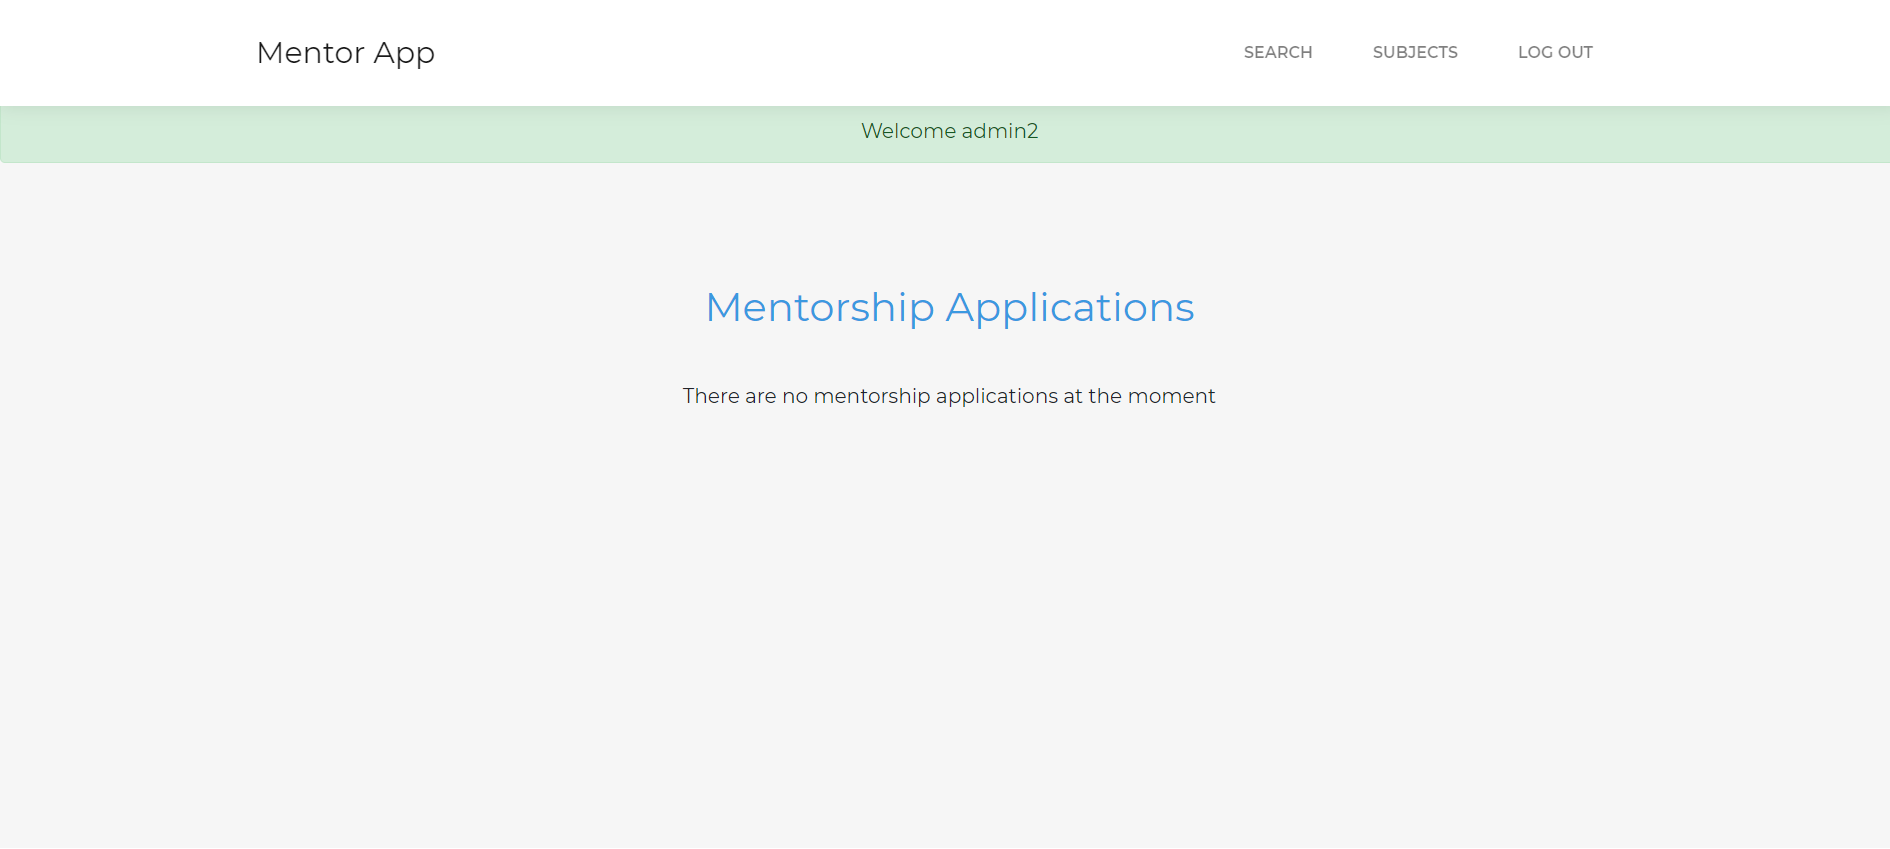 Mentor App
SEARCH SUBJECTS LOG OUT
Welcome admin2
Mentorship Applications
There are no mentorship applications at the moment